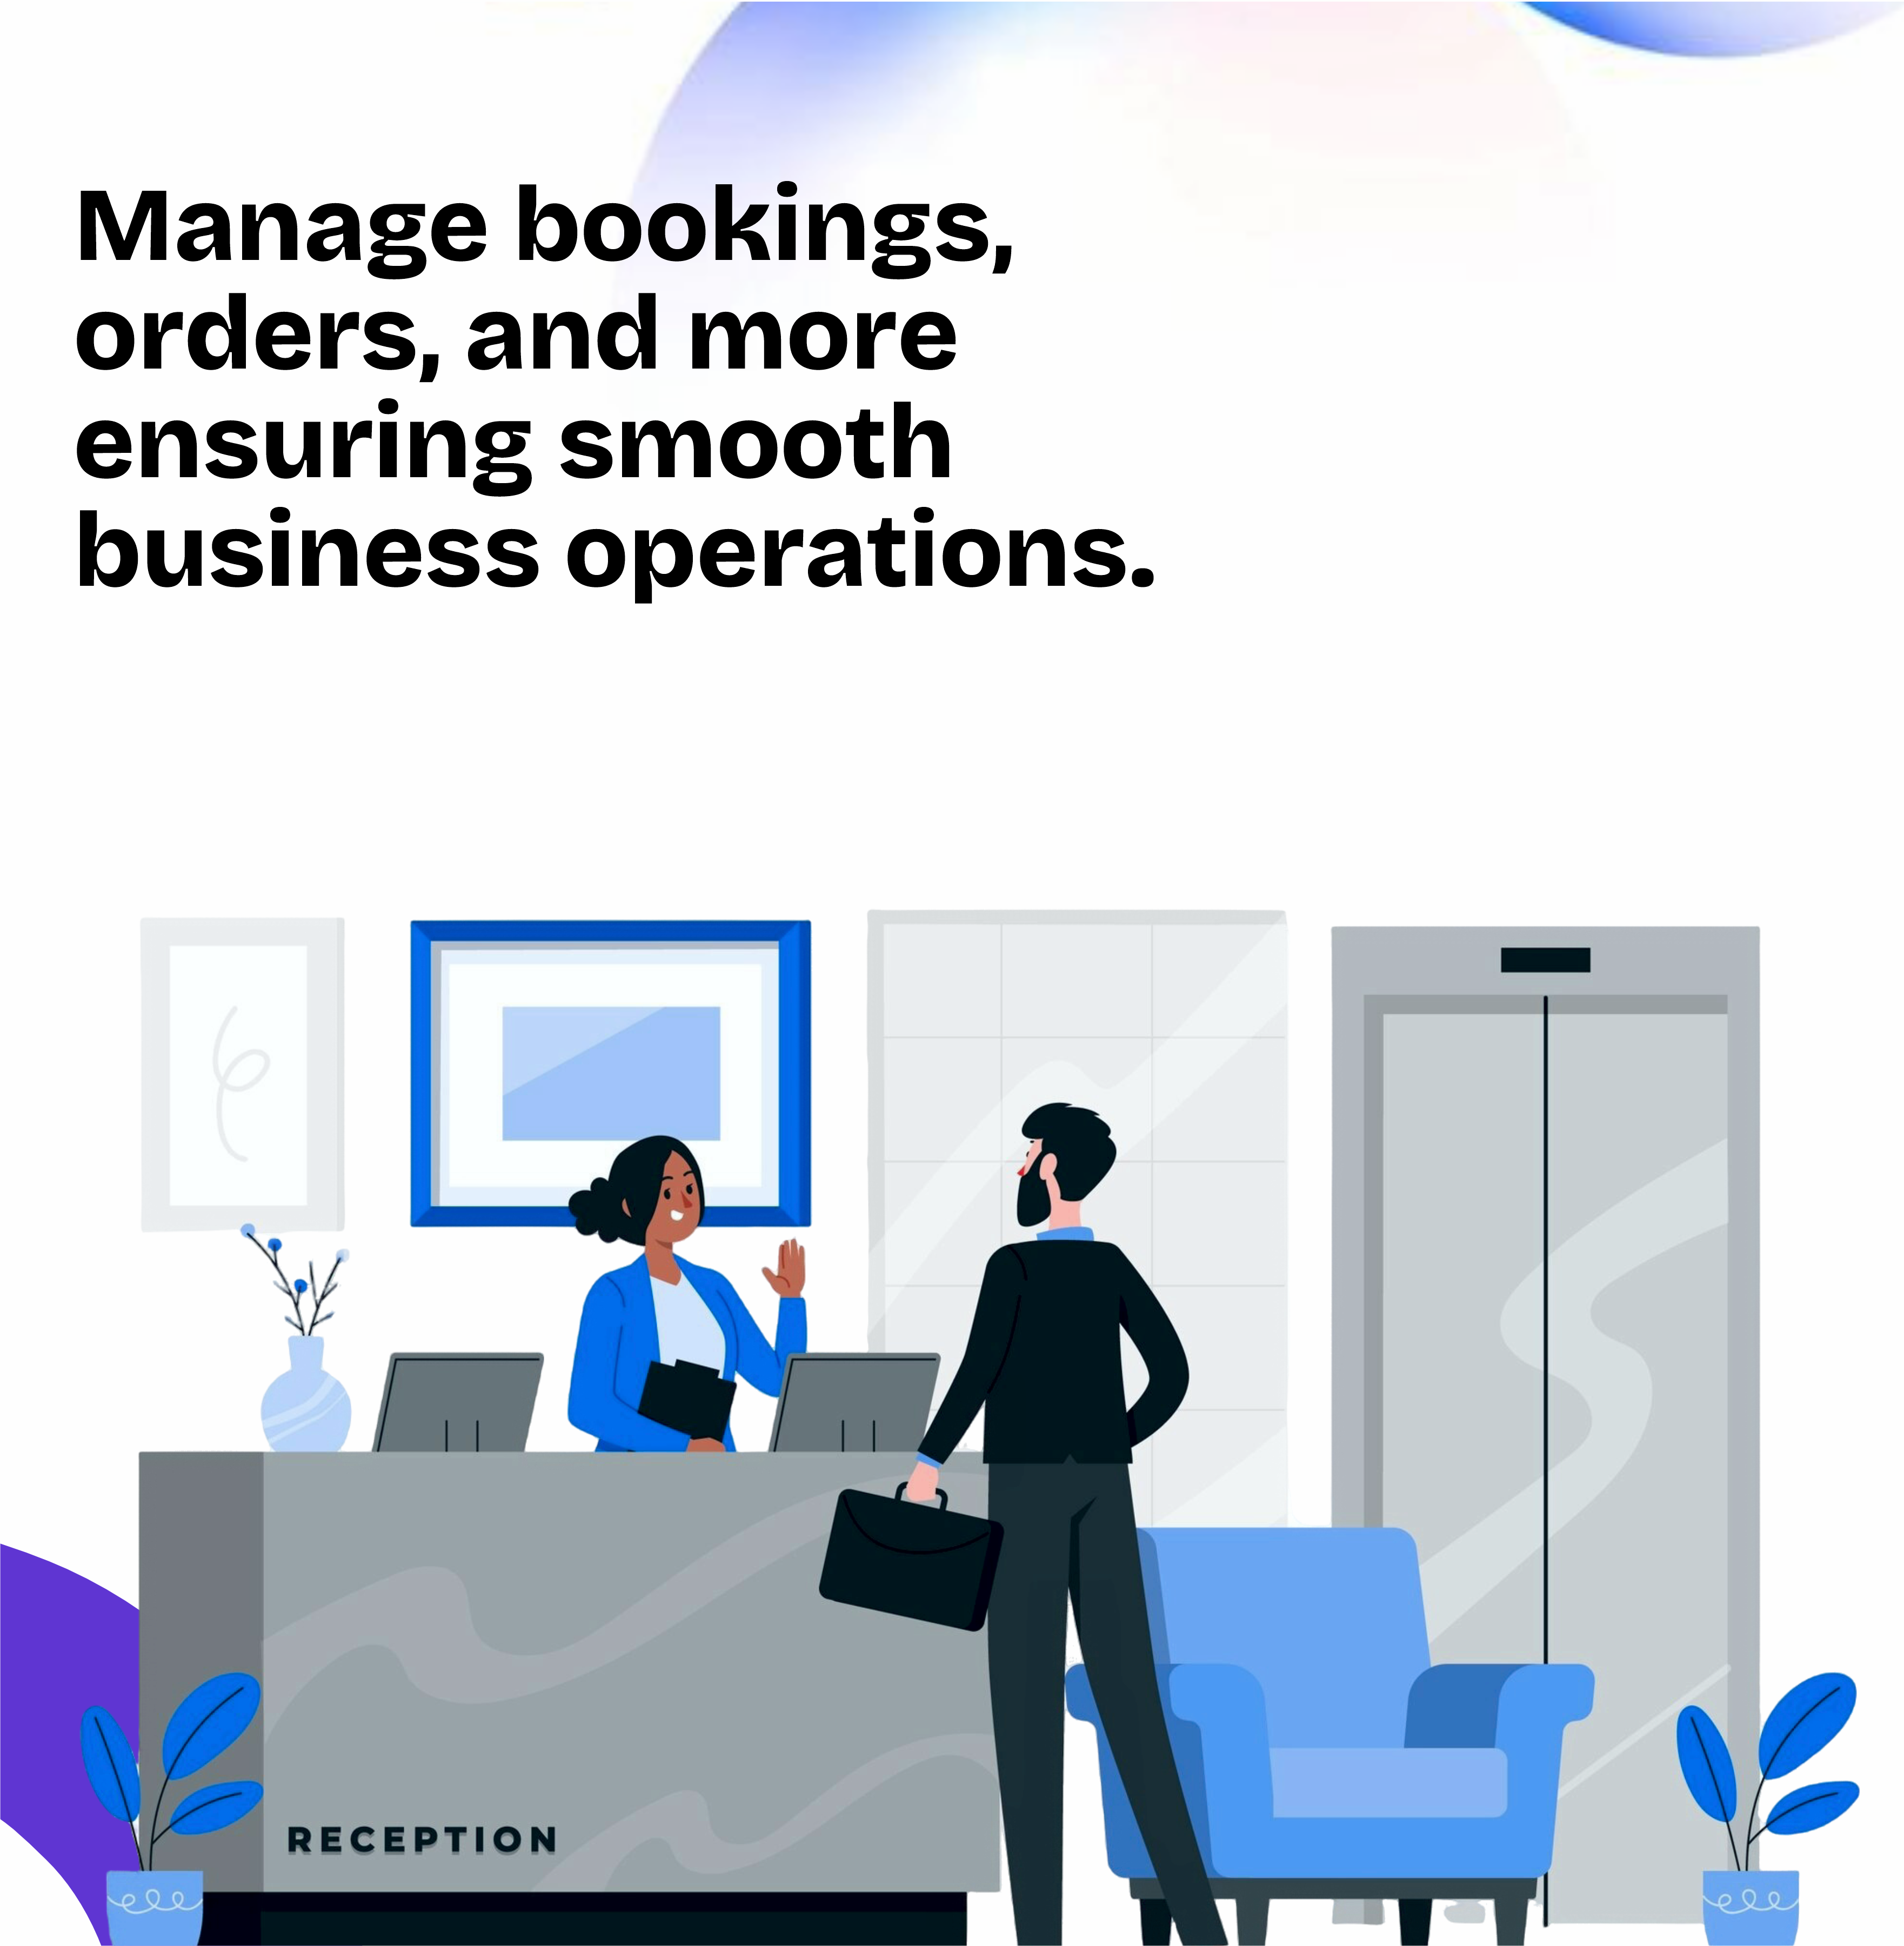 Manage bookings,
orders, and more
ensuring smooth
business operations.
RECEPTION